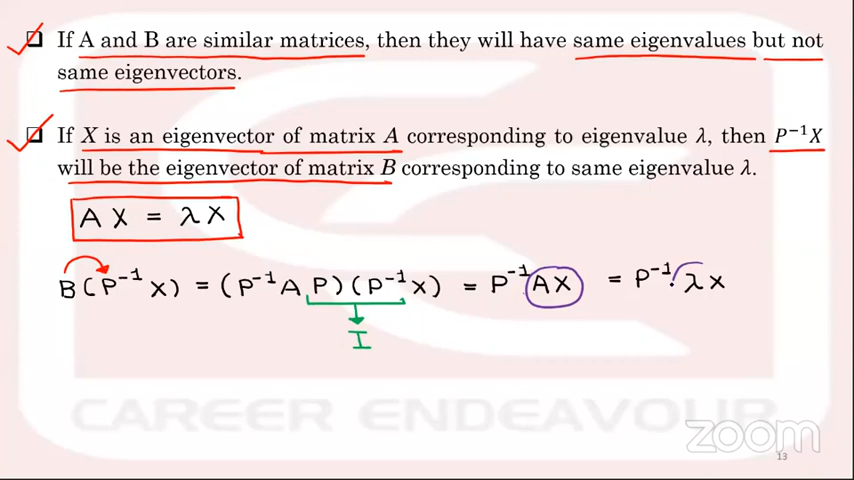 If A and B are similar matrices, then they will have same eigenvalues but not
same eigenvectors.
If X is an eigenvector of matrix A corresponding to eigenvalue λ, then P⁻¹X
will be the eigenvector of matrix B corresponding to same eigenvalue λ.
AX = λX
B(P⁻¹X) = (P⁻¹AP)(P⁻¹X) = P⁻¹AX = P⁻¹λX
I
CAREER ENDEAVOUR
zoom
13